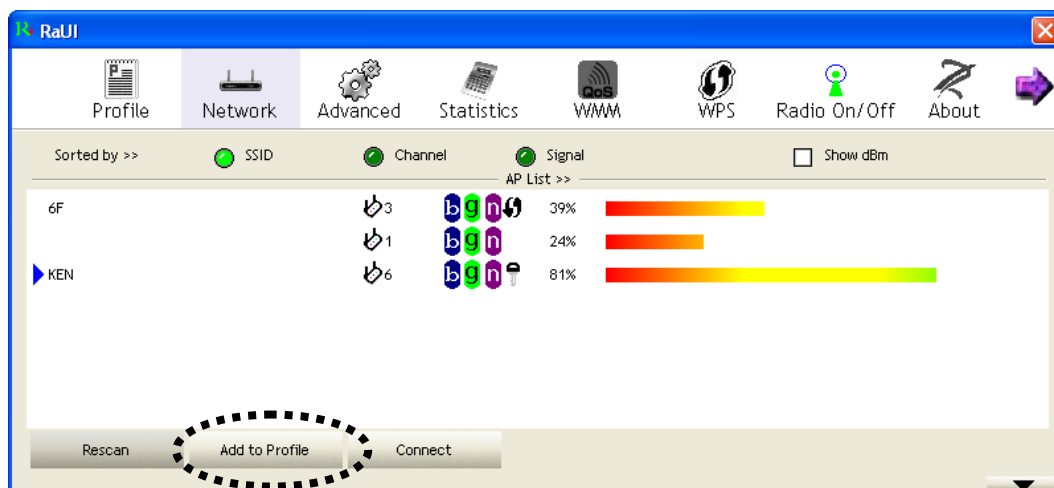 RaUI
Profile Network Advanced Statistics WMM WPS Radio On/Off About
QoS
Sorted by >> SSID Channel Signal Show dBm
AP List >>
6F 3 b g n 39%
1 b g n 24%
KEN 6 b g n 81%
Rescan Add to Profile Connect